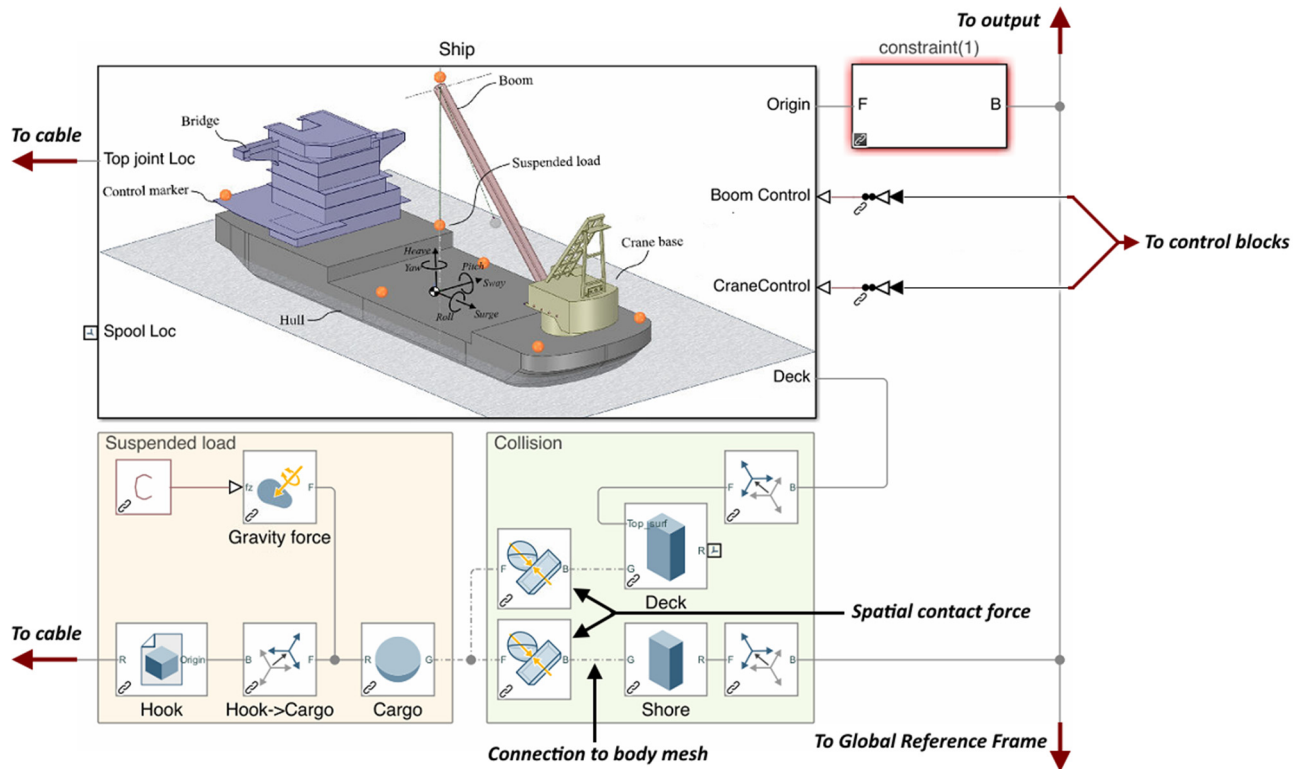 To output
Ship
constraint(1)
Boom
Origin
F
B
To cable
Bridge
Top joint Loc
Suspended load
Control marker
Boom Control
Crane base
Heave
Yaw
Pitch
Sway
To control blocks
CraneControl
Roll
Surge
Hull
Spool Loc
Deck
Suspended load
Collision
C
fz
F
F
B
Gravity force
Top_surf
R
F
B
G
Deck
Spatial contact force
To cable
R
Origin
B
F
R
G
F
B
G
R
F
B
Hook
Hook->Cargo
Cargo
Shore
Connection to body mesh
To Global Reference Frame